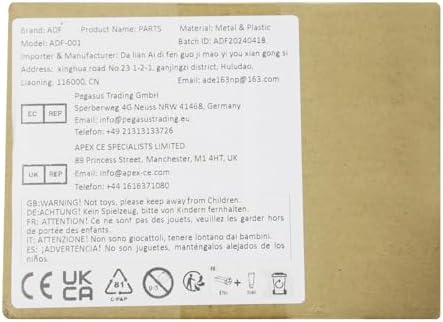 Brand: ADF Product Name: PARTS Material: Metal & Plastic
Model: ADF-001 Batch ID: ADF20240418
Importer & Manufacturer: Da lian Ai di fen guo ji mao yi you xian gong si
Address: xinghua road No.23 1-2-1, ganjingzi district, Huludao,
Liaoning, 116000, CN Email: ade163np@163.com
Pegasus Trading GmbH
EC REP Sperberweg 4G Neuss NRW 41468, Germany
Email: info@pegasustrading.eu
Telefon: +49 21313133726
APEX CE SPECIALISTS LIMITED
UK REP 89 Princess Street, Manchester, M1 4HT, UK
Email: info@apex-ce.com
Telefon: +44 1616371080
GB:WARNING! Not toys, please keep away from Children.
DE:ACHTUNG! Kein Spielzeug, bitte von Kindern fernhalten.
FR: ATTENTION! Ce ne sont pas des jouets, veuillez les garder hors
de portée des enfants.
IT: ATTENZIONE! Non sono giocattoli, tenere lontano dai bambini.
ES: ¡ADVERTENCIA! No son juguetes, manténgalos alejados de los
niños.
CE UK CA 81 C/PAP 0-3 FR